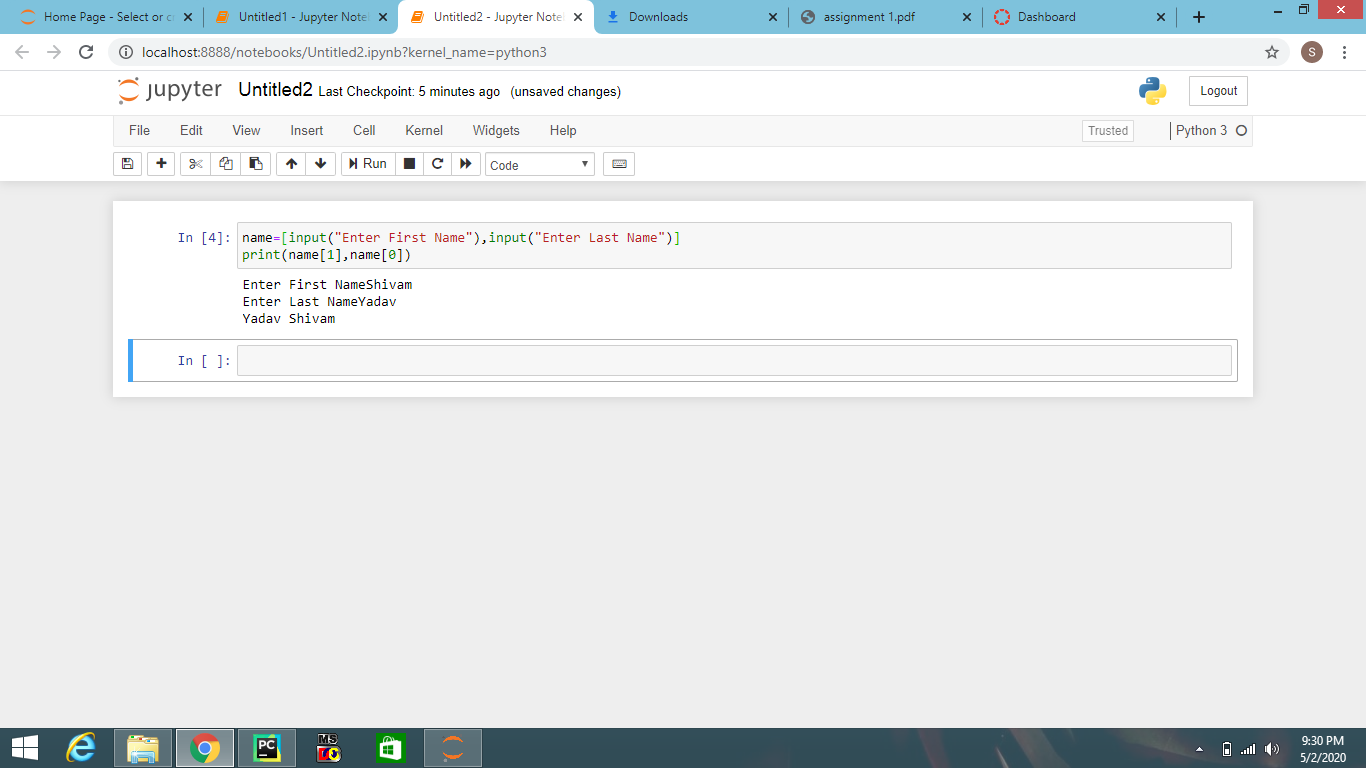 Home Page - Select or c
Untitled1 - Jupyter Note
Untitled2 - Jupyter Note
Downloads
assignment 1.pdf
Dashboard
localhost:8888/notebooks/Untitled2.ipynb?kernel_name=python3
S
jupyter Untitled2 Last Checkpoint: 5 minutes ago (unsaved changes)
Logout
File Edit View Insert Cell Kernel Widgets Help
Trusted
Python 3
Run
Code
In [4]: name=[input("Enter First Name"),input("Enter Last Name")]
print(name[1],name[0])
Enter First NameShivam
Enter Last NameYadav
Yadav Shivam
In [ ]:
PC
MS
9:30 PM
5/2/2020